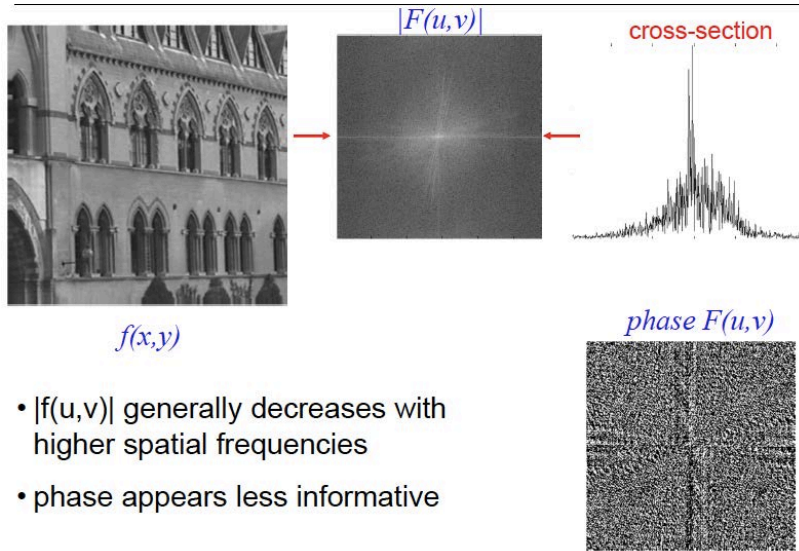 |F(u,v)|
cross-section
f(x,y)
phase F(u,v)
• |f(u,v)| generally decreases with
higher spatial frequencies
• phase appears less informative